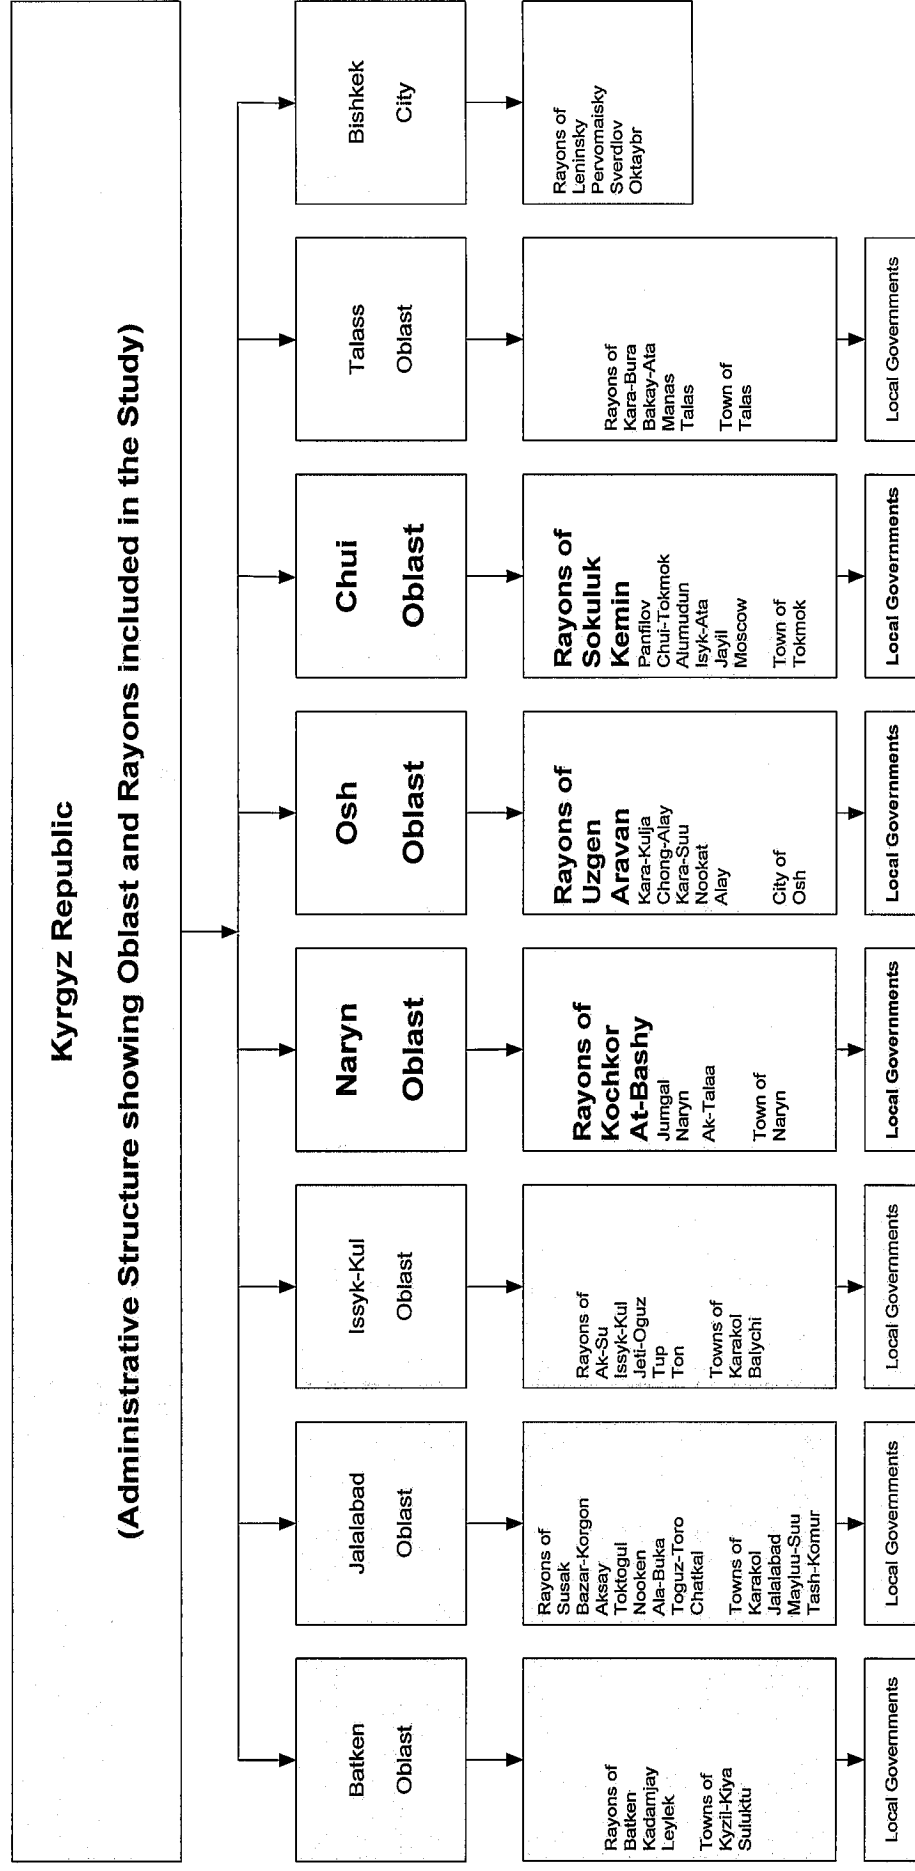 Kyrgyz Republic
(Administrative Structure showing Oblast and Rayons included in the Study)
Batken
Oblast
Jalalabad
Oblast
Issyk-Kul
Oblast
Naryn
Oblast
Osh
Oblast
Chui
Oblast
Talass
Oblast
Bishkek
City
Rayons of
Batken
Kadamjay
Leylek
Towns of
Kyzil-Kiya
Suluktu
Rayons of
Susak
Bazar-Korgon
Aksay
Toktogul
Nooken
Ala-Buka
Toguz-Toro
Chatkal
Towns of
Karakol
Jalalabad
Mayluu-Suu
Tash-Komur
Rayons of
Ak-Su
Issyk-Kul
Jeti-Oguz
Tup
Ton
Towns of
Karakol
Balychi
Rayons of
Kochkor
At-Bashy
Jumgal
Naryn
Ak-Talaa
Town of
Naryn
Rayons of
Uzgen
Aravan
Kara-Kulja
Chong-Alay
Kara-Suu
Nookat
Alay
City of
Osh
Rayons of
Sokuluk
Kemin
Panfilov
Chui-Tokmok
Alumudun
Isyk-Ata
Jayil
Moscow
Town of
Tokmok
Rayons of
Kara-Bura
Bakay-Ata
Manas
Talas
Town of
Talas
Rayons of
Leninsky
Pervomaisky
Sverdlov
Oktaybr
Local Governments
Local Governments
Local Governments
Local Governments
Local Governments
Local Governments
Local Governments